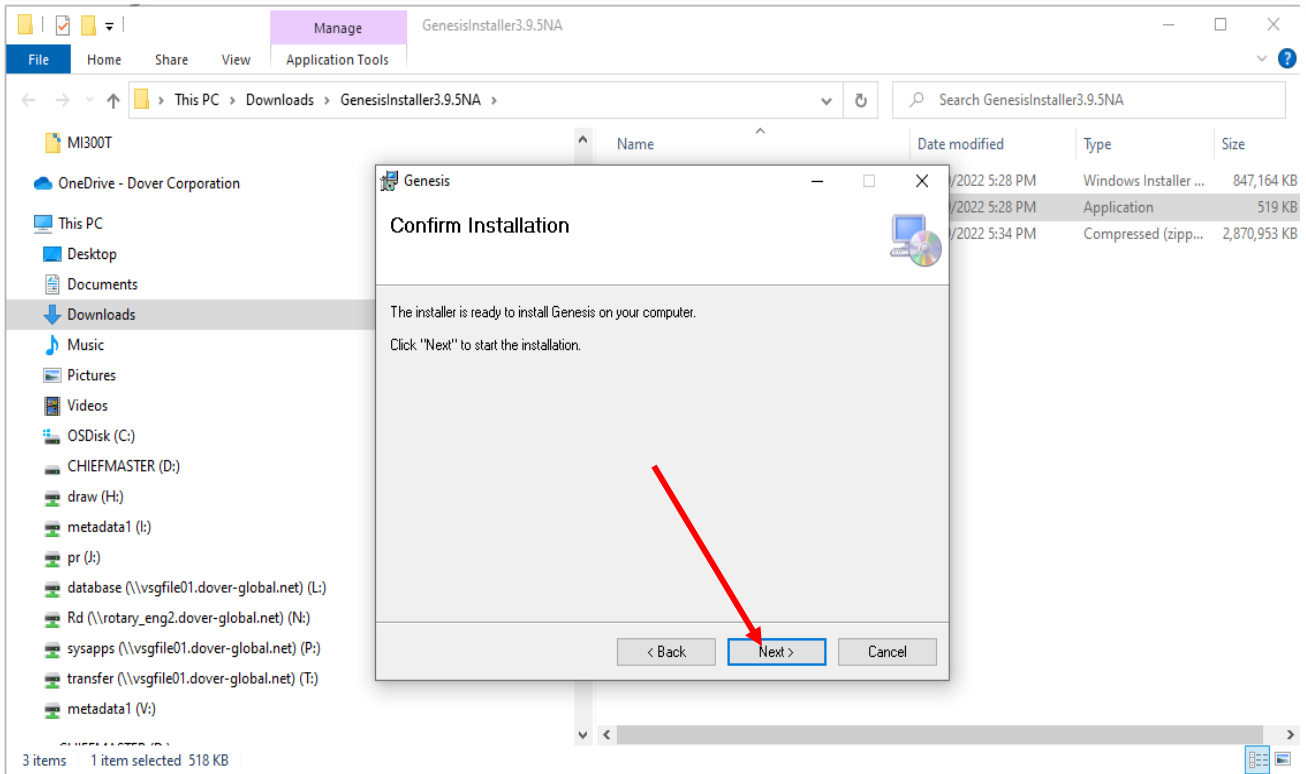 Manage GenesisInstaller3.9.5NA
File Home Share View Application Tools
This PC > Downloads > GenesisInstaller3.9.5NA > Search GenesisInstaller3.9.5NA
MI300T
OneDrive - Dover Corporation
This PC
Desktop
Documents
Downloads
Music
Pictures
Videos
OSDisk (C:)
CHIEFMASTER (D:)
draw (H:)
metadata1 (I:)
pr (J:)
database (\\vsgfile01.dover-global.net) (L:)
Rd (\\rotary_eng2.dover-global.net) (N:)
sysapps (\\vsgfile01.dover-global.net) (P:)
transfer (\\vsgfile01.dover-global.net) (T:)
metadata1 (V:)
Name Date modified Type Size
/2022 5:28 PM Windows Installer ... 847,164 KB
/2022 5:28 PM Application 519 KB
/2022 5:34 PM Compressed (zipp... 2,870,953 KB
Genesis
Confirm Installation
The installer is ready to install Genesis on your computer.
Click "Next" to start the installation.
< Back Next > Cancel
3 items 1 item selected 518 KB